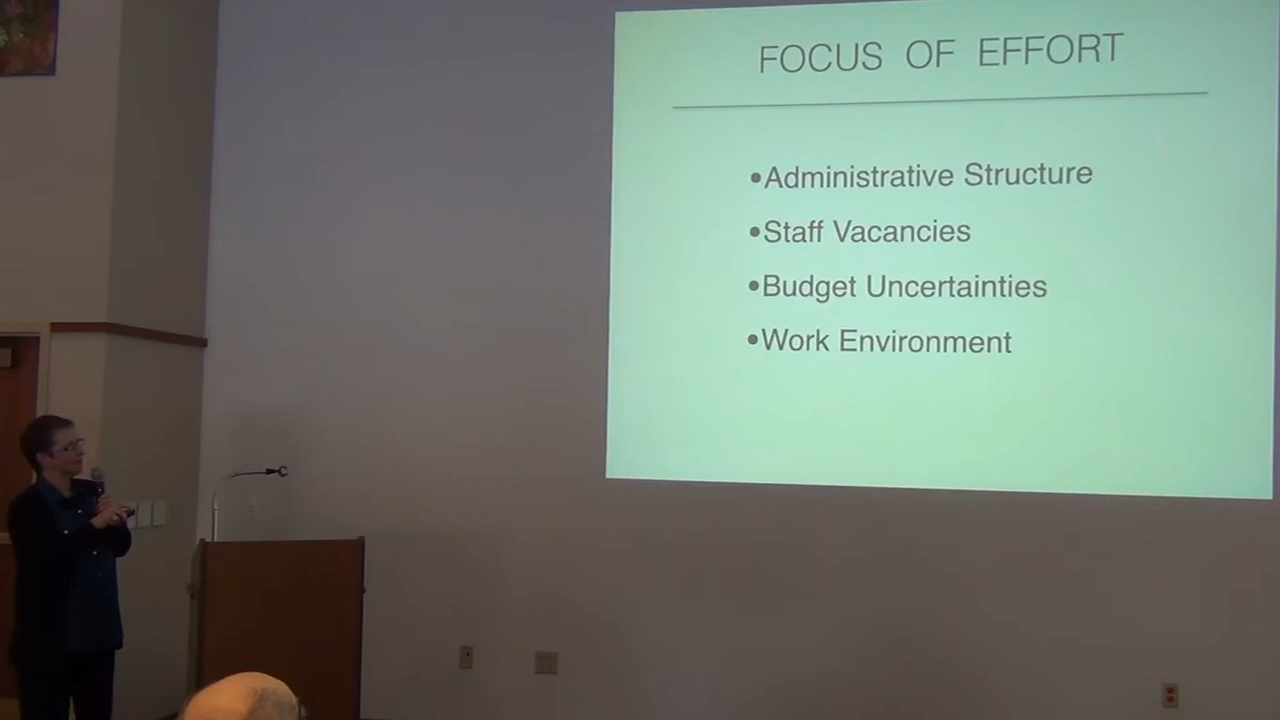 FOCUS OF EFFORT
•Administrative Structure
•Staff Vacancies
•Budget Uncertainties
•Work Environment